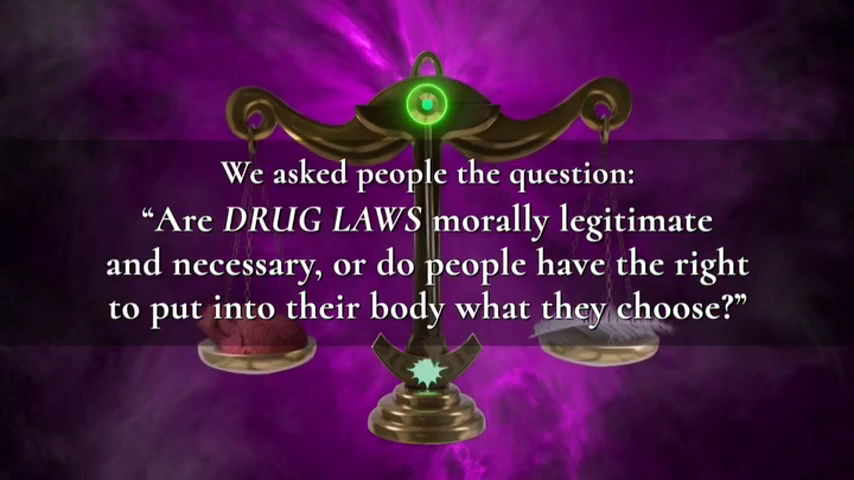 We asked people the question:
“Are DRUG LAWS morally legitimate
and necessary, or do people have the right
to put into their body what they choose?”